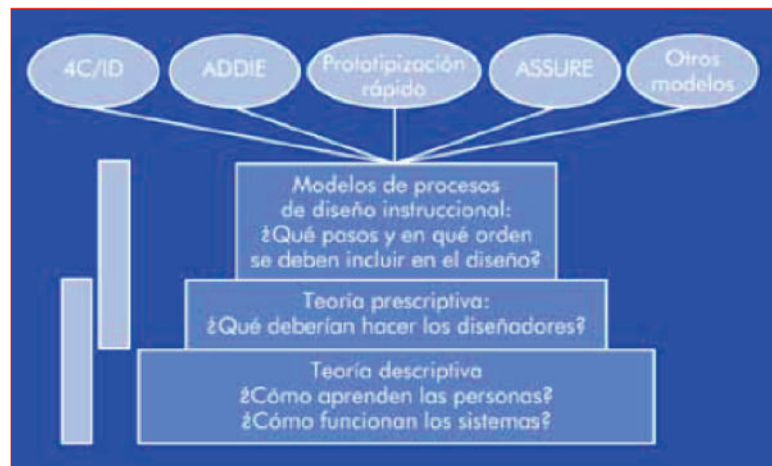 4C/ID
ADDIE
Prototipización
rápido
ASSURE
Otros
modelos
Modelos de procesos
de diseño instruccional:
¿Qué pasos y en qué orden
se deben incluir en el diseño?
Teoría prescriptiva:
¿Qué deberían hacer los diseñadores?
Teoría descriptiva
¿Cómo aprenden las personas?
¿Cómo funcionan los sistemas?